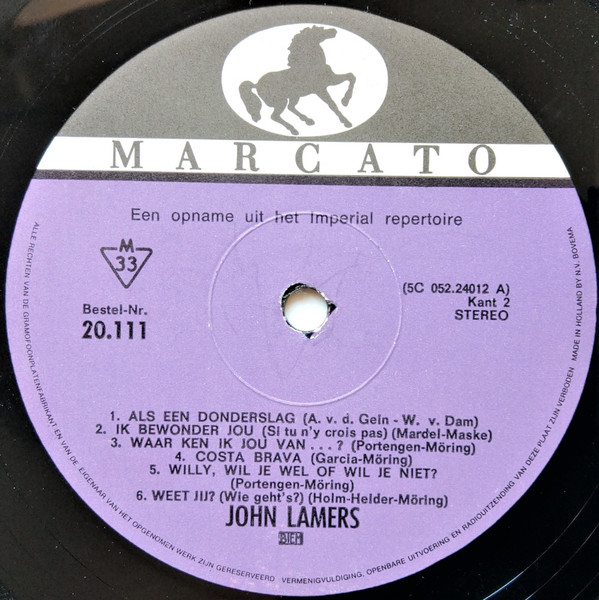 MARCATO
Een opname uit het Imperial repertoire
M
33
Bestel-Nr.
20.111
(5C 052.24012 A)
Kant 2
STEREO
1. ALS EEN DONDERSLAG (A. v. d. Gein - W. v. Dam)
2. IK BEWONDER JOU (Si tu n'y crois pas) (Mardel-Maske)
3. WAAR KEN IK JOU VAN...? (Portengen-Möring)
4. COSTA BRAVA (Garcia-Möring)
5. WILLY, WIL JE WEL OF WIL JE NIET?
(Portengen-Möring)
6. WEET JIJ? (Wie geht's?) (Holm-Helder-Möring)
JOHN LAMERS
BIEM
ALLE RECHTEN VAN DE GRAMOFOONPLATENFABRIKANT EN VAN DE EIGENAAR VAN HET OPGENOMEN WERK ZIJN GERESERVEERD VERMENIGVULDIGING, OPENBARE UITVOERING EN RADIOUITZENDING VAN DEZE PLAAT ZIJN VERBODEN MADE IN HOLLAND BY N.V. BOVEMA